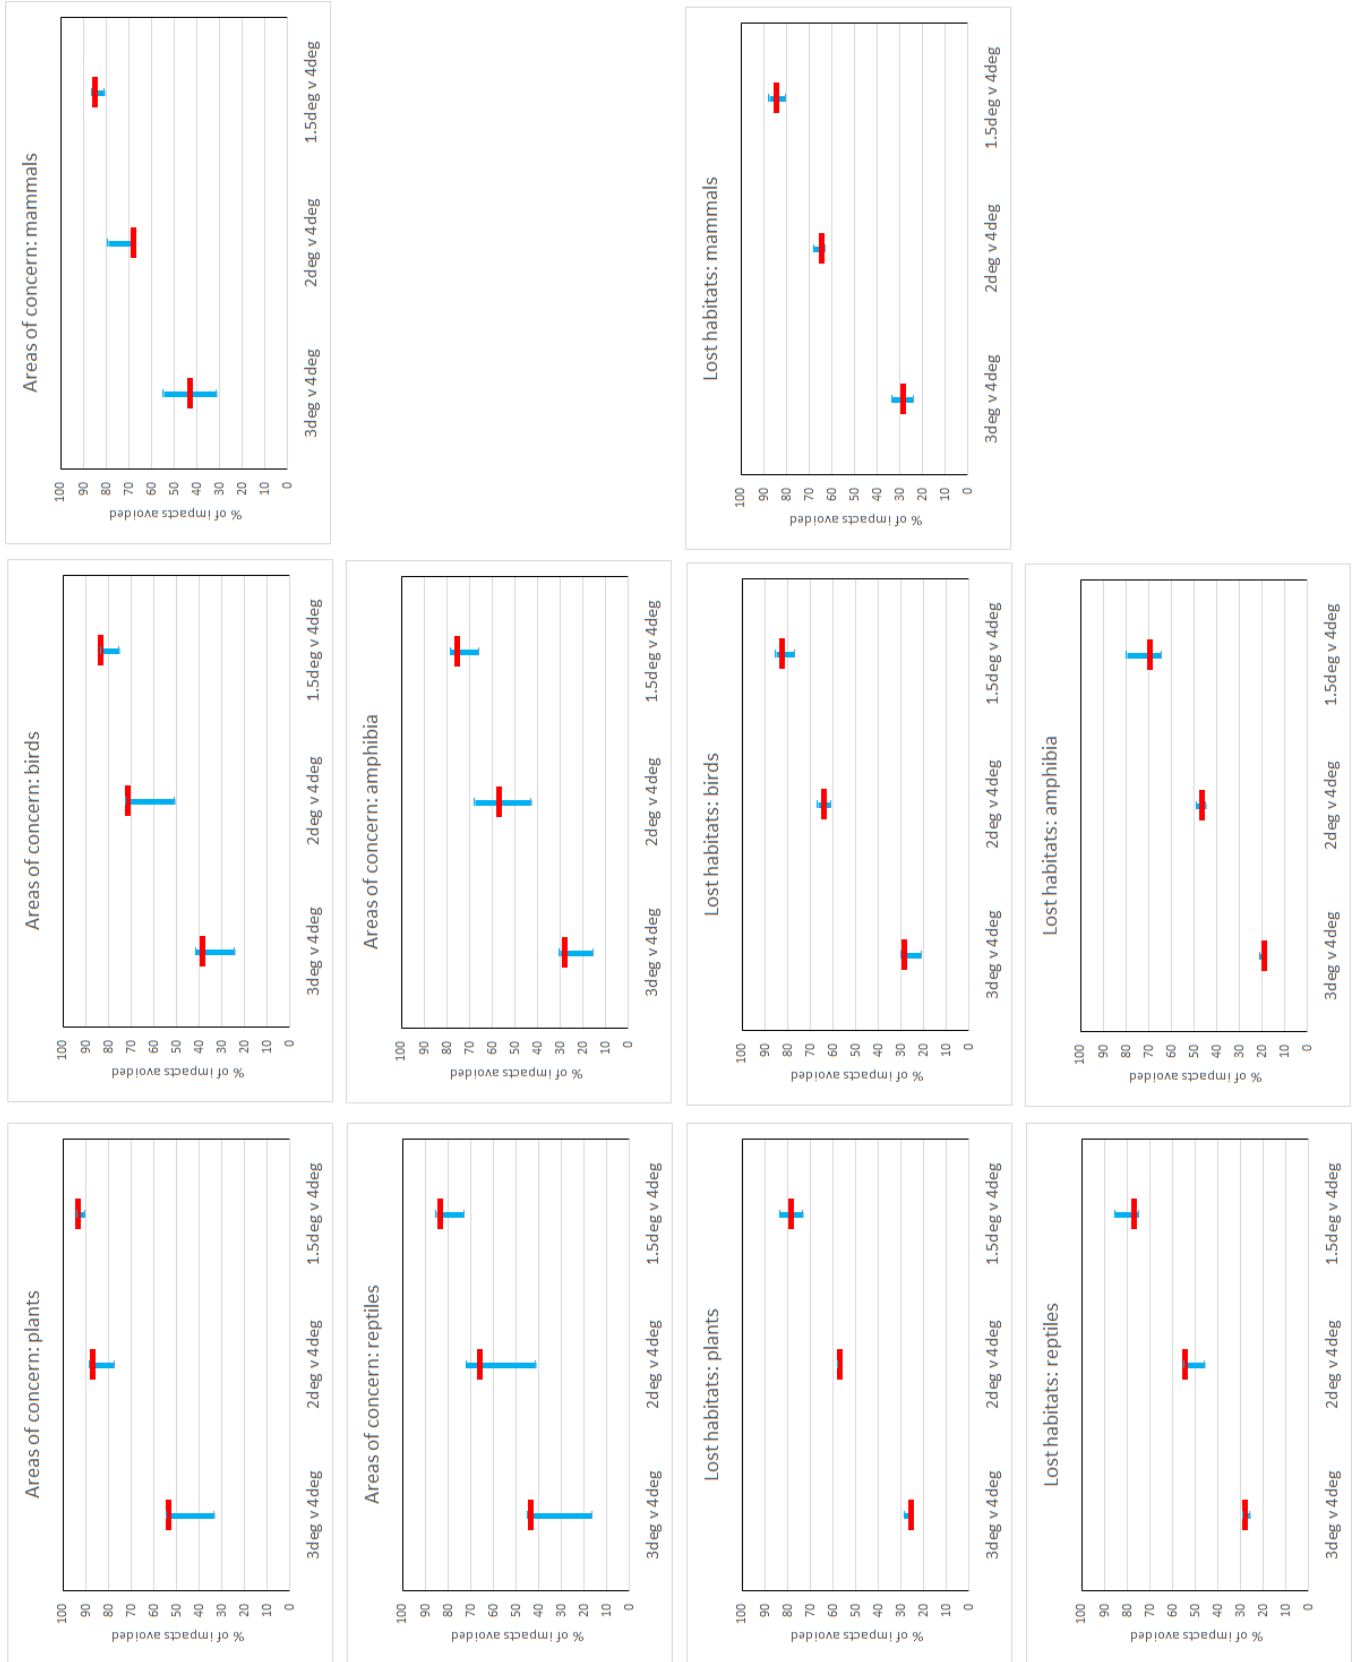 Areas of concern: plants
% of impacts avoided
100
90
80
70
60
50
40
30
20
10
0
3deg v 4deg
2deg v 4deg
1.5deg v 4deg
Areas of concern: birds
% of impacts avoided
100
90
80
70
60
50
40
30
20
10
0
3deg v 4deg
2deg v 4deg
1.5deg v 4deg
Areas of concern: mammals
% of impacts avoided
100
90
80
70
60
50
40
30
20
10
0
3deg v 4deg
2deg v 4deg
1.5deg v 4deg
Areas of concern: reptiles
% of impacts avoided
100
90
80
70
60
50
40
30
20
10
0
3deg v 4deg
2deg v 4deg
1.5deg v 4deg
Areas of concern: amphibia
% of impacts avoided
100
90
80
70
60
50
40
30
20
10
0
3deg v 4deg
2deg v 4deg
1.5deg v 4deg
Lost habitats: plants
% of impacts avoided
100
90
80
70
60
50
40
30
20
10
0
3deg v 4deg
2deg v 4deg
1.5deg v 4deg
Lost habitats: birds
% of impacts avoided
100
90
80
70
60
50
40
30
20
10
0
3deg v 4deg
2deg v 4deg
1.5deg v 4deg
Lost habitats: mammals
% of impacts avoided
100
90
80
70
60
50
40
30
20
10
0
3deg v 4deg
2deg v 4deg
1.5deg v 4deg
Lost habitats: reptiles
% of impacts avoided
100
90
80
70
60
50
40
30
20
10
0
3deg v 4deg
2deg v 4deg
1.5deg v 4deg
Lost habitats: amphibia
% of impacts avoided
100
90
80
70
60
50
40
30
20
10
0
3deg v 4deg
2deg v 4deg
1.5deg v 4deg